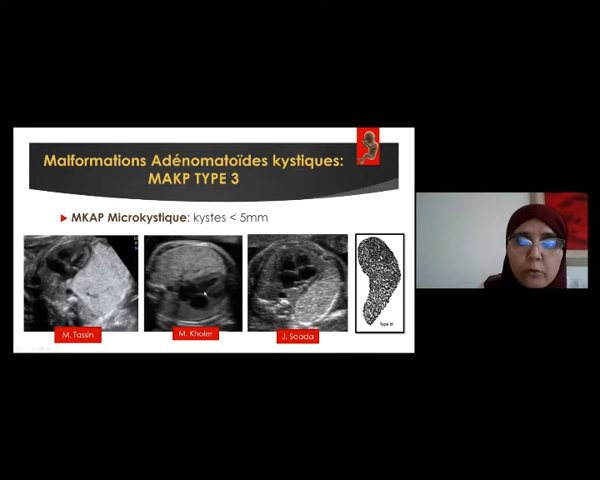 Malformations Adénomatoïdes kystiques:
MAKP TYPE 3
MKAP Microkystique: kystes < 5mm
M. Tassin
M. Kholer
J. Saada
Type III